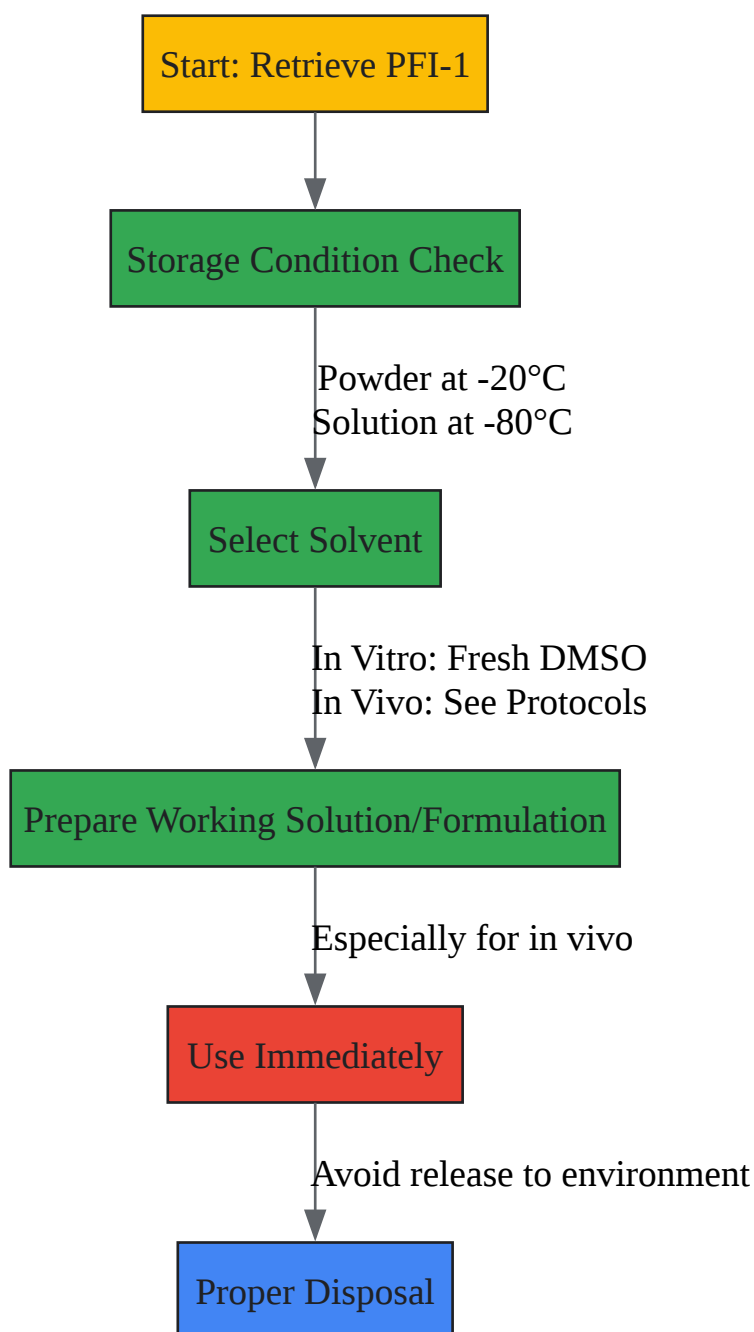 Start: Retrieve PFI-1
Storage Condition Check
Powder at -20°C
Solution at -80°C
Select Solvent
In Vitro: Fresh DMSO
In Vivo: See Protocols
Prepare Working Solution/Formulation
Especially for in vivo
Use Immediately
Avoid release to environment
Proper Disposal